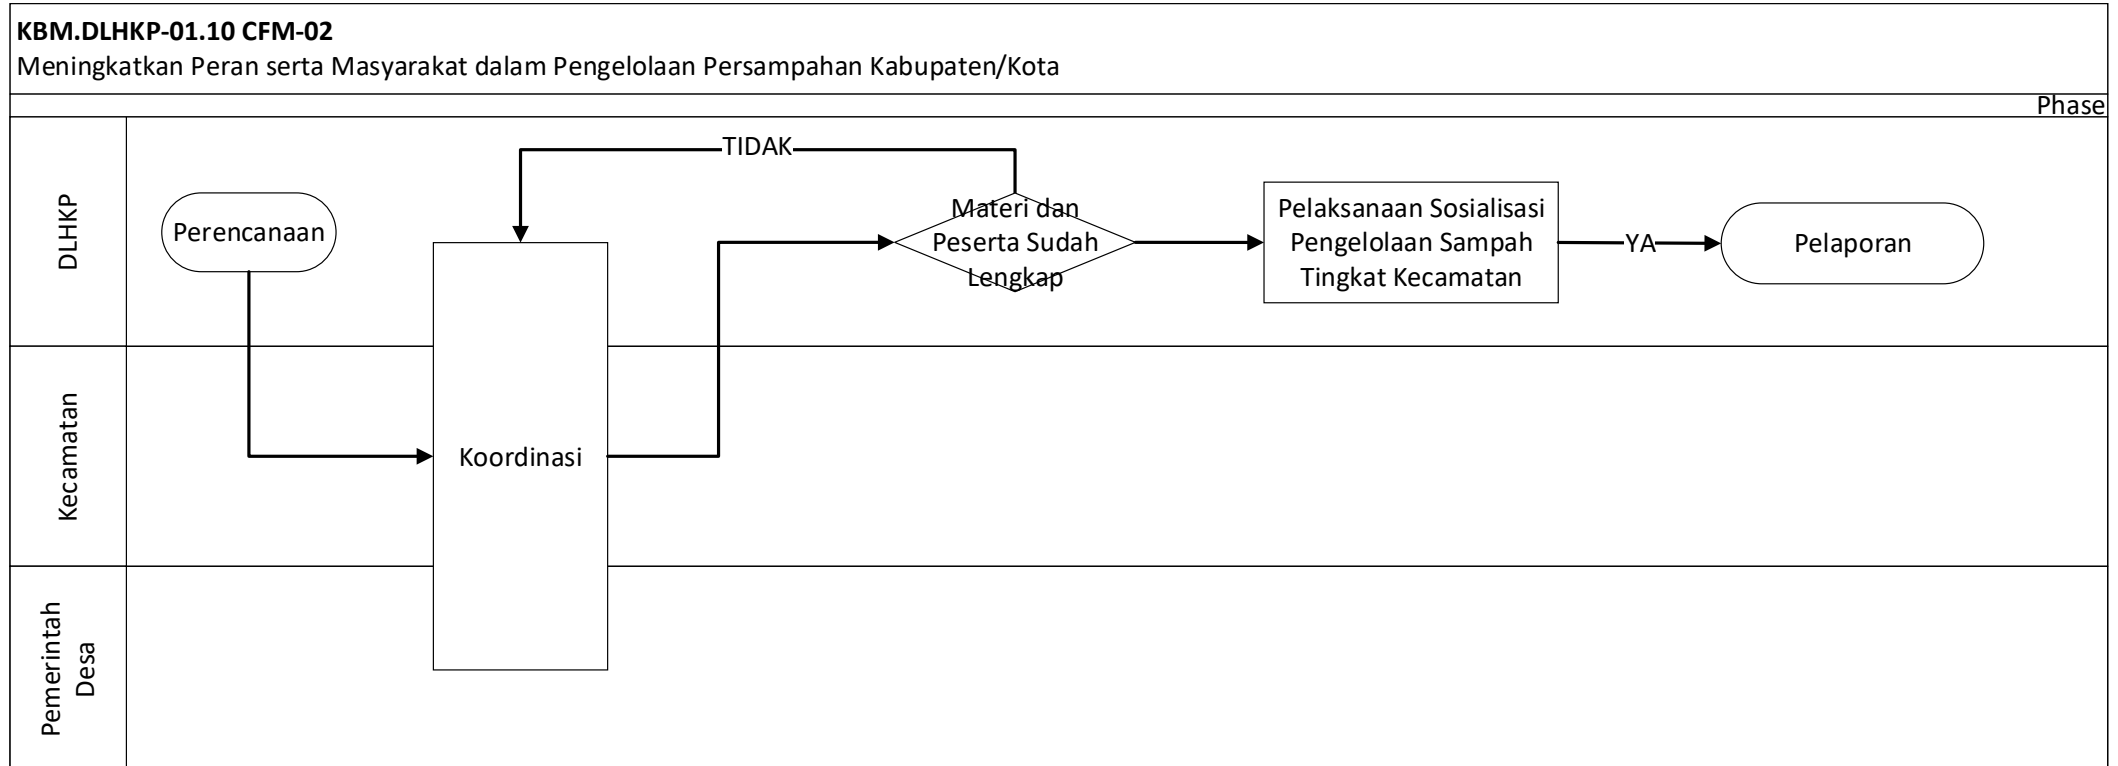 KBM.DLHKP-01.10 CFM-02
Meningkatkan Peran serta Masyarakat dalam Pengelolaan Persampahan Kabupaten/Kota
Phase
DLHKP
Perencanaan
TIDAK
Materi dan
Peserta Sudah
Lengkap
Pelaksanaan Sosialisasi
Pengelolaan Sampah
Tingkat Kecamatan
YA
Pelaporan
Kecamatan
Koordinasi
Pemerintah
Desa